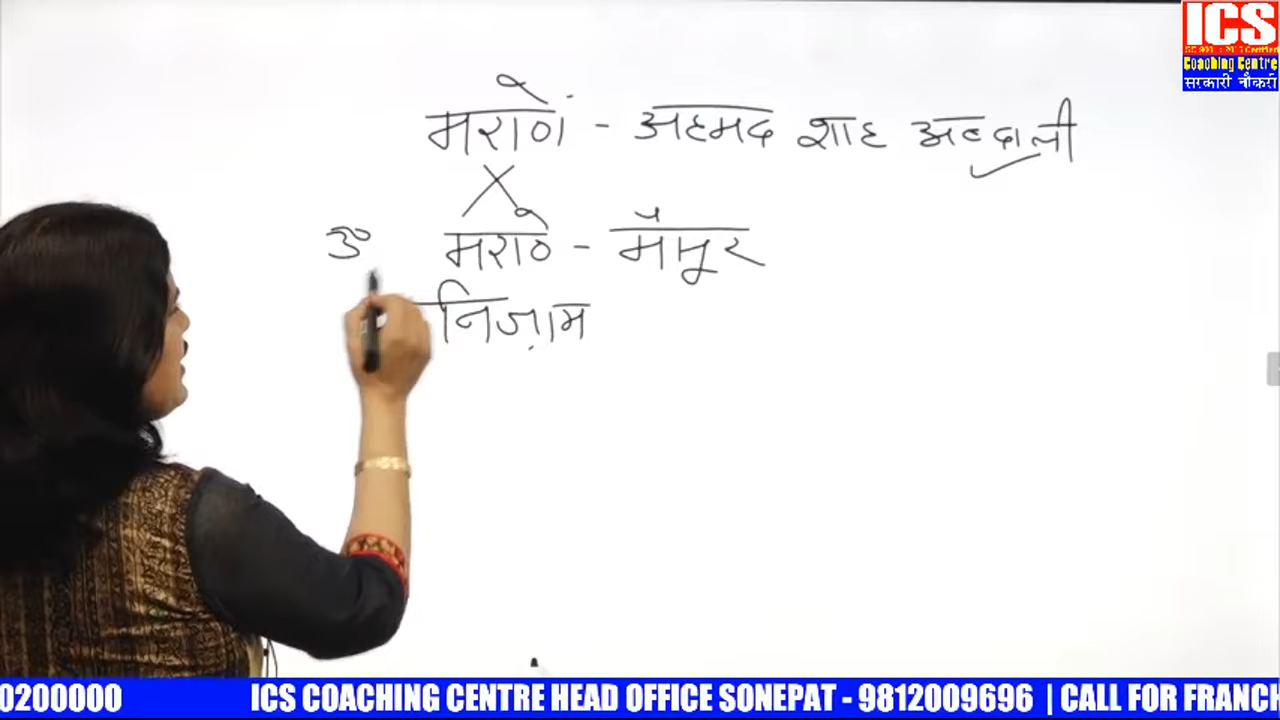 ICS
Coaching Centre
सरकारी नौकरी
मराठों - अहमद शाह अब्दाली
मराठे - मैसूर
निज़ाम
0200000 ICS COACHING CENTRE HEAD OFFICE SONEPAT - 9812009696 | CALL FOR FRANCH